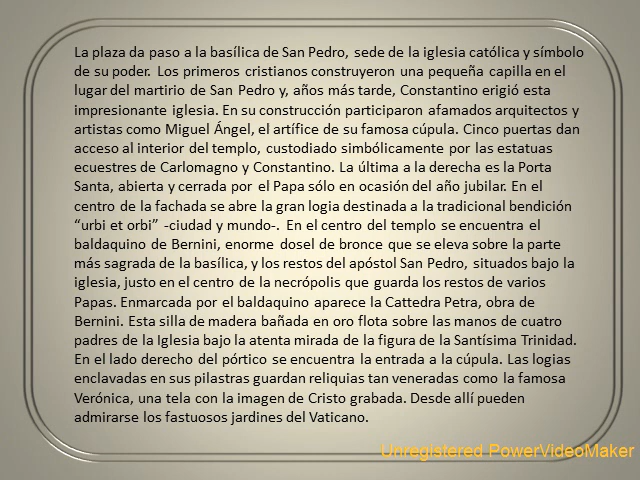 La plaza da paso a la basílica de San Pedro, sede de la iglesia católica y símbolo
de su poder. Los primeros cristianos construyeron una pequeña capilla en el
lugar del martirio de San Pedro y, años más tarde, Constantino erigió esta
impresionante iglesia. En su construcción participaron afamados arquitectos y
artistas como Miguel Ángel, el artífice de su famosa cúpula. Cinco puertas dan
acceso al interior del templo, custodiado simbólicamente por las estatuas
ecuestres de Carlomagno y Constantino. La última a la derecha es la Porta
Santa, abierta y cerrada por el Papa sólo en ocasión del año jubilar. En el
centro de la fachada se abre la gran logia destinada a la tradicional bendición
“urbi et orbi” -ciudad y mundo-. En el centro del templo se encuentra el
baldaquino de Bernini, enorme dosel de bronce que se eleva sobre la parte
más sagrada de la basílica, y los restos del apóstol San Pedro, situados bajo la
iglesia, justo en el centro de la necrópolis que guarda los restos de varios
Papas. Enmarcada por el baldaquino aparece la Cattedra Petra, obra de
Bernini. Esta silla de madera bañada en oro flota sobre las manos de cuatro
padres de la Iglesia bajo la atenta mirada de la figura de la Santísima Trinidad.
En el lado derecho del pórtico se encuentra la entrada a la cúpula. Las logias
enclavadas en sus pilastras guardan reliquias tan veneradas como la famosa
Verónica, una tela con la imagen de Cristo grabada. Desde allí pueden
admirarse los fastuosos jardines del Vaticano.
Unregistered PowerVideoMaker